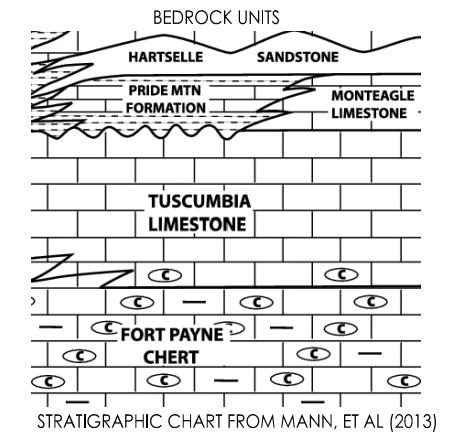 BEDROCK UNITS
HARTSELLE SANDSTONE
PRIDE MTN
FORMATION
MONTEAGLE
LIMESTONE
TUSCUMBIA
LIMESTONE
C C
C C C
C C
FORT PAYNE
CHERT
C C
C C C
STRATIGRAPHIC CHART FROM MANN, ET AL (2013)